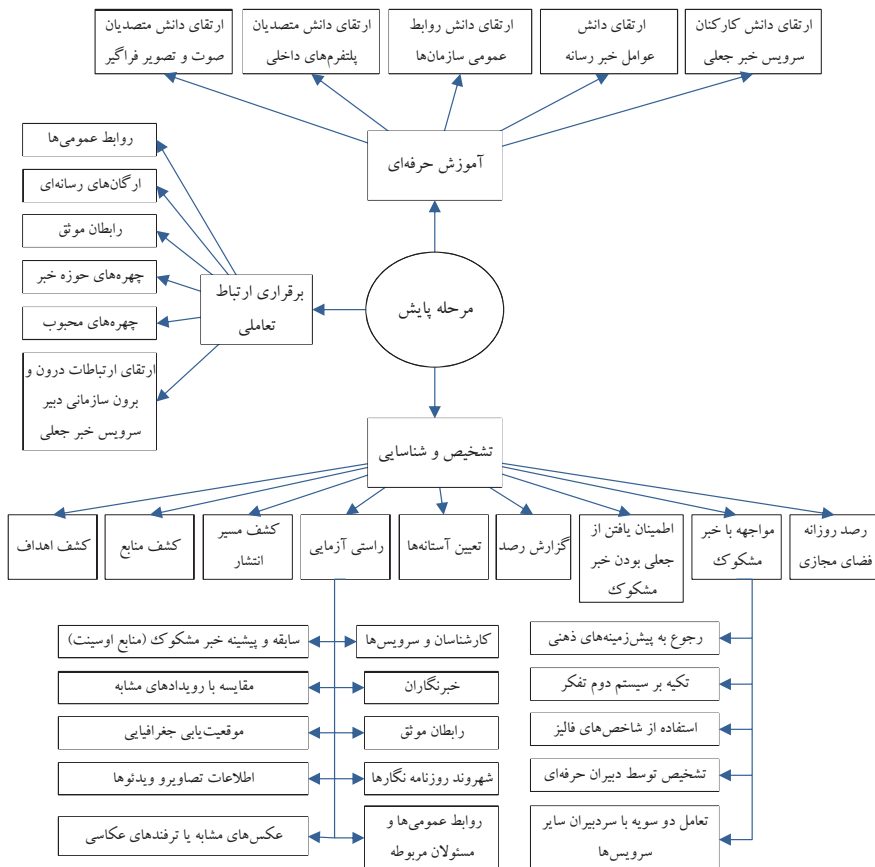 ارتقای دانش کارکنان
سرویس خبر جعلی
ارتقای دانش
عوامل خبر رسانه
ارتقای دانش روابط
عمومی سازمان‌ها
ارتقای دانش متصدیان
پلتفرم‌های داخلی
ارتقای دانش متصدیان
صوت و تصویر فراگیر
آموزش حرفه‌ای
مرحله پایش
برقراری ارتباط
تعاملی
روابط عمومی‌ها
ارگان‌های رسانه‌ای
رابطان موثق
چهره‌های حوزه خبر
چهره‌های محبوب
ارتقای ارتباطات درون و
برون سازمانی دبیر
سرویس خبر جعلی
تشخیص و شناسایی
رصد روزانه
فضای مجازی
مواجهه با خبر
مشکوک
اطمینان یافتن از
جعلی بودن خبر
مشکوک
گزارش رصد
تعیین آستانه‌ها
راستی آزمایی
کشف مسیر
انتشار
کشف منابع
کشف اهداف
رجوع به پیش‌زمینه‌های ذهنی
تکیه بر سیستم دوم تفکر
استفاده از شاخص‌های فالیز
تشخیص توسط دبیران حرفه‌ای
تعامل دو سویه با سردبیران سایر
سرویس‌ها
کارشناسان و سرویس‌ها
خبرنگاران
رابطان موثق
شهروند روزنامه نگارها
روابط عمومی‌ها و
مسئولان مربوطه
سابقه و پیشینه خبر مشکوک (منابع اوسینت)
مقایسه با رویدادهای مشابه
موقعیت‌یابی جغرافیایی
اطلاعات تصاویرو ویدئوها
عکس‌های مشابه یا ترفندهای عکاسی